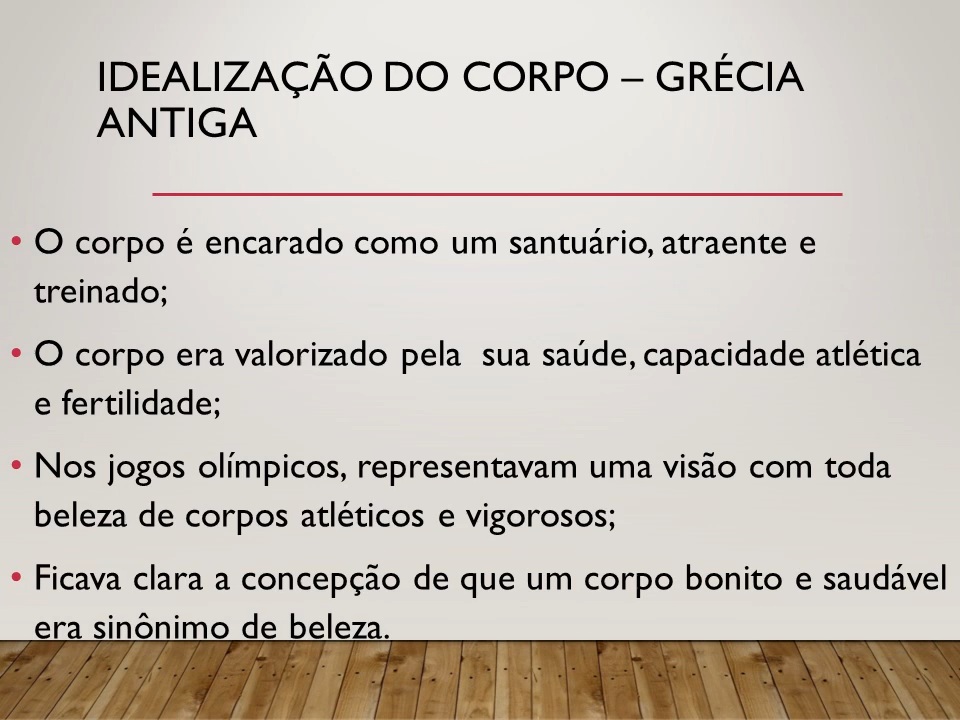 IDEALIZAÇÃO DO CORPO – GRÉCIA
ANTIGA
• O corpo é encarado como um santuário, atraente e
treinado;
• O corpo era valorizado pela  sua saúde, capacidade atlética
e fertilidade;
• Nos jogos olímpicos, representavam uma visão com toda
beleza de corpos atléticos e vigorosos;
• Ficava clara a concepção de que um corpo bonito e saudável
era sinônimo de beleza.